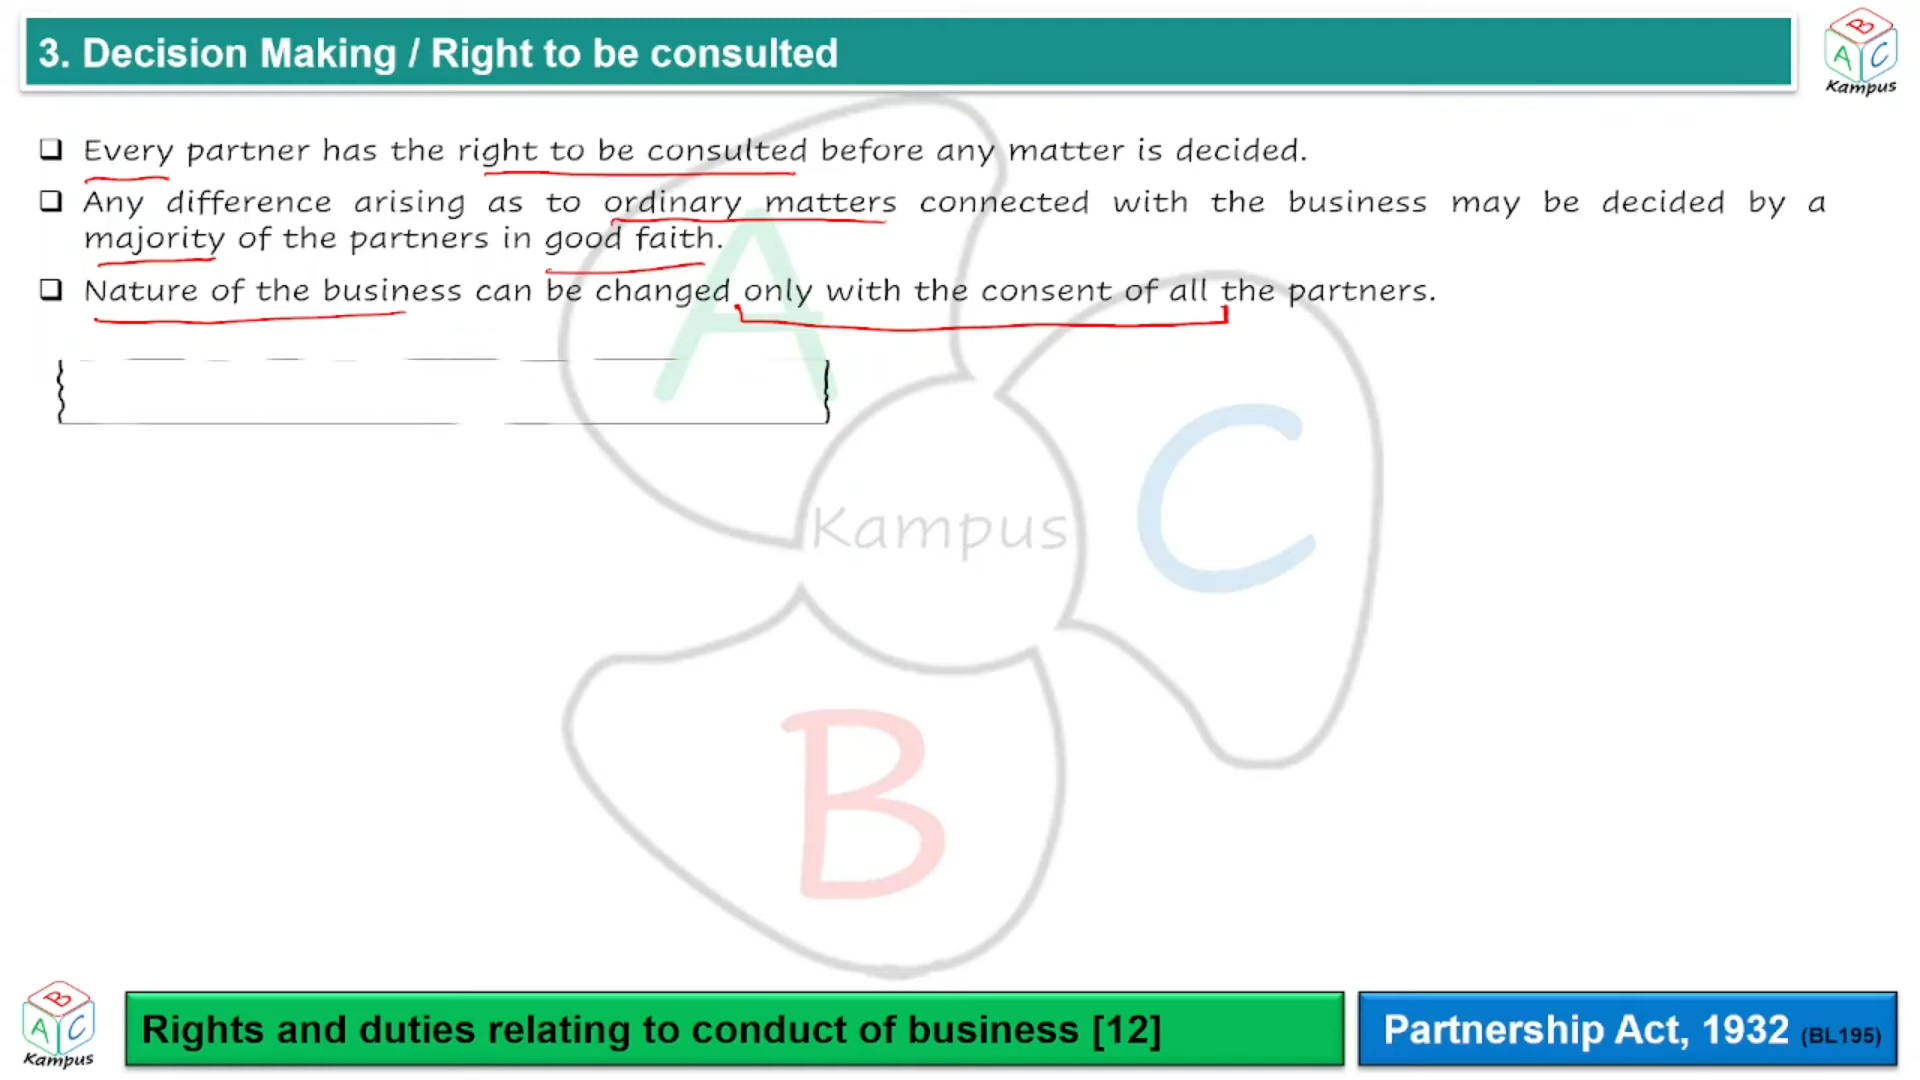 3. Decision Making / Right to be consulted
B
A C
Kampus
Every partner has the right to be consulted before any matter is decided.
Any difference arising as to ordinary matters connected with the business may be decided by a
majority of the partners in good faith.
Nature of the business can be changed only with the consent of all the partners.
A
C
Kampus
B
B
A C
Kampus
Rights and duties relating to conduct of business [12]
Partnership Act, 1932 (BL195)